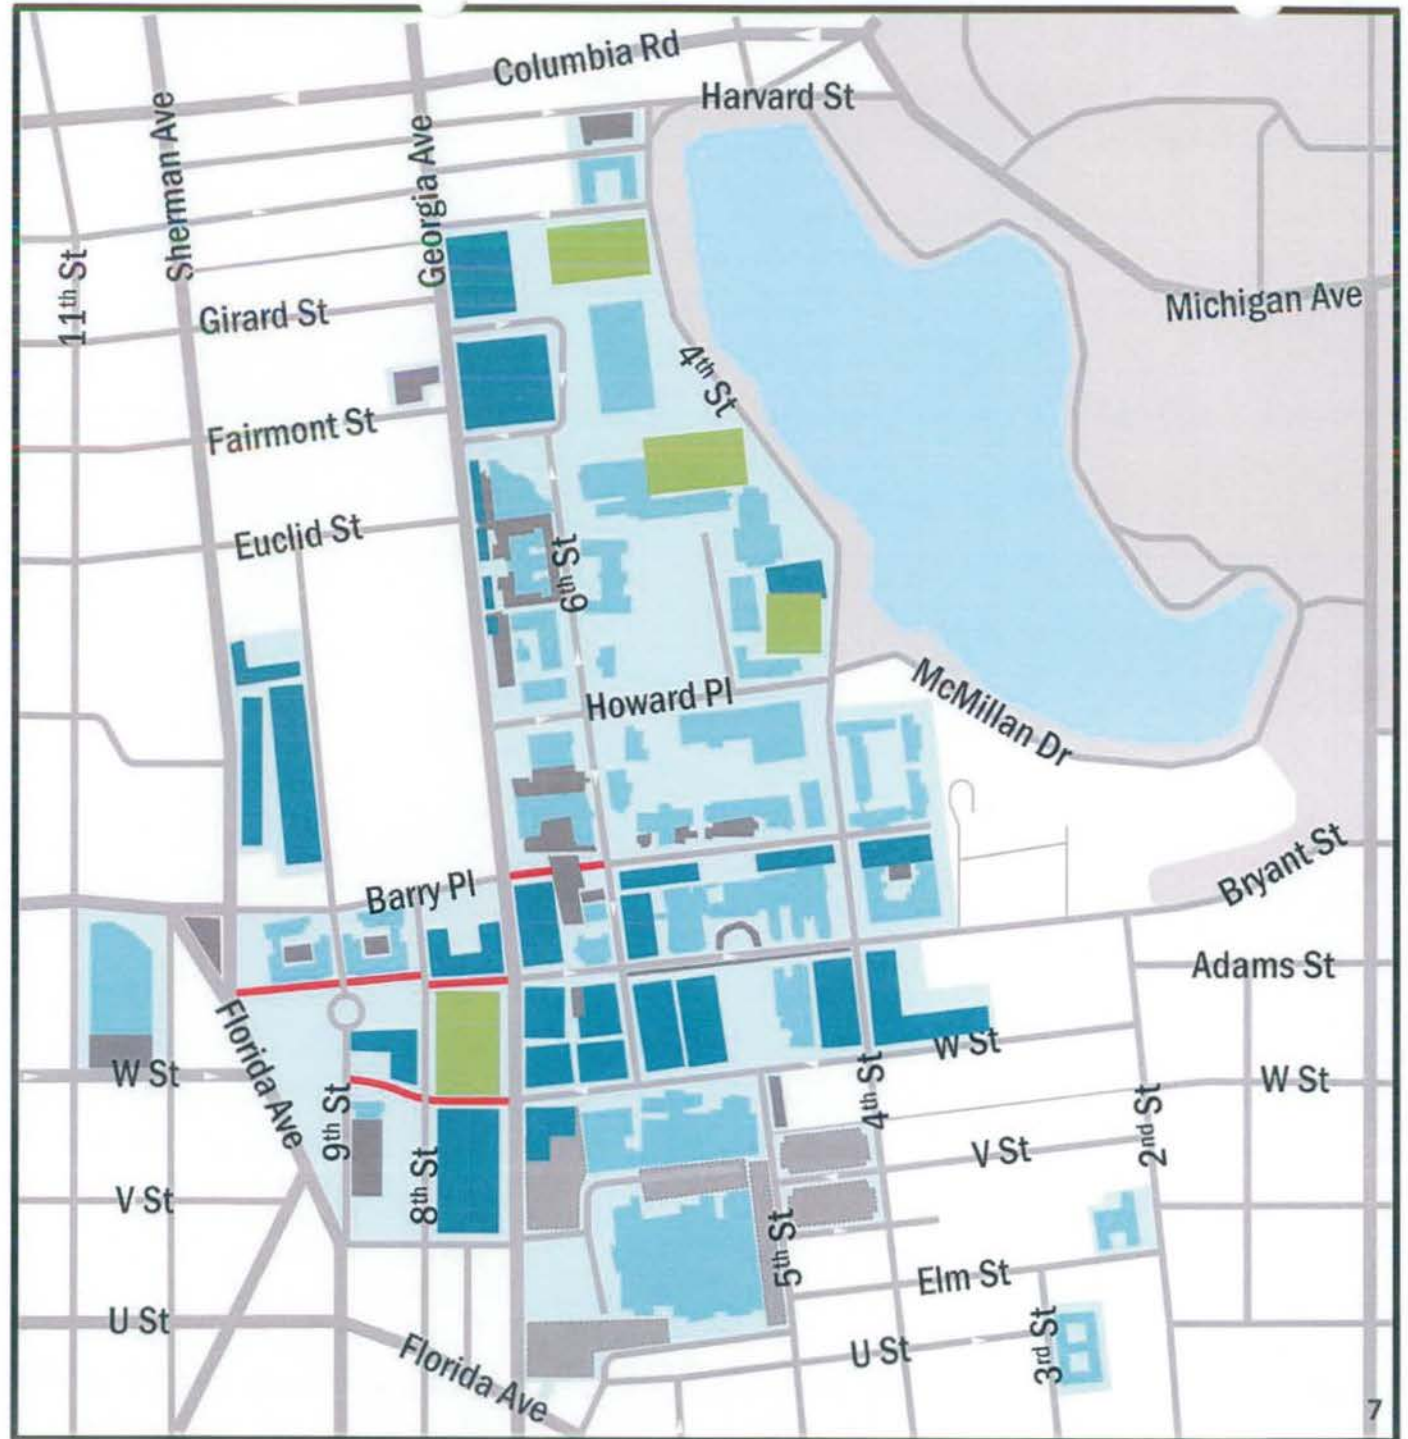 Columbia Rd
Harvard St
Sherman Ave
Georgia Ave
11th St
Girard St
Michigan Ave
4th St
Fairmont St
Euclid St
6th St
Howard Pl
McMillan Dr
Barry Pl
Bryant St
Adams St
Florida Ave
W St
W St
W St
9th St
4th St
2nd St
8th St
V St
V St
5th St
Elm St
U St
3rd St
U St
Florida Ave
7